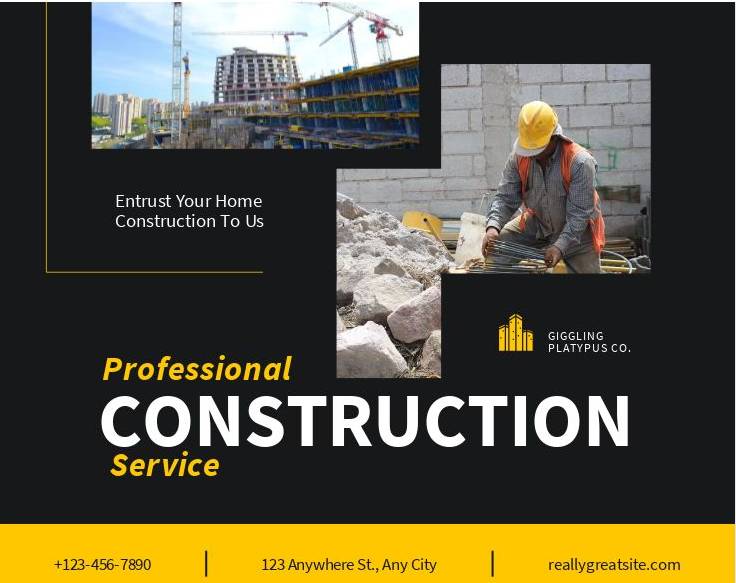 Entrust Your Home
Construction To Us
GIGGLING
PLATYPUS CO.
Professional
CONSTRUCTION
Service
+123-456-7890
123 Anywhere St., Any City
reallygreatsite.com